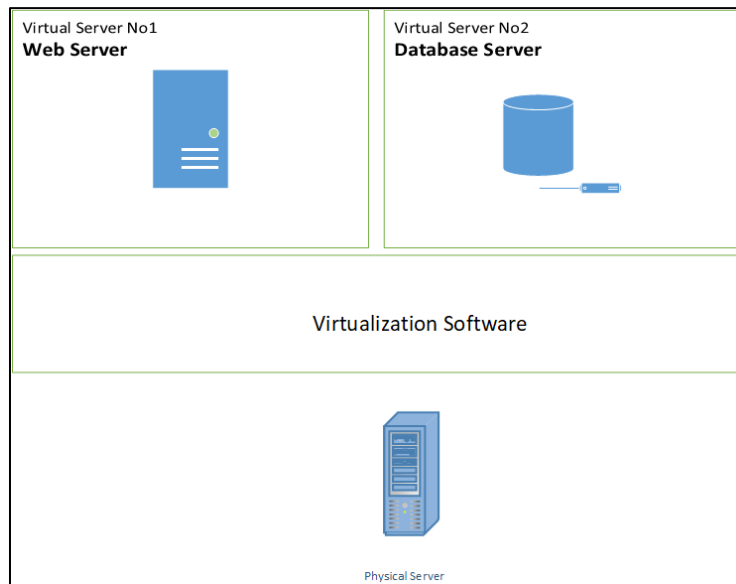 Virtual Server No1
Web Server
Virtual Server No2
Database Server
Virtualization Software
Physical Server